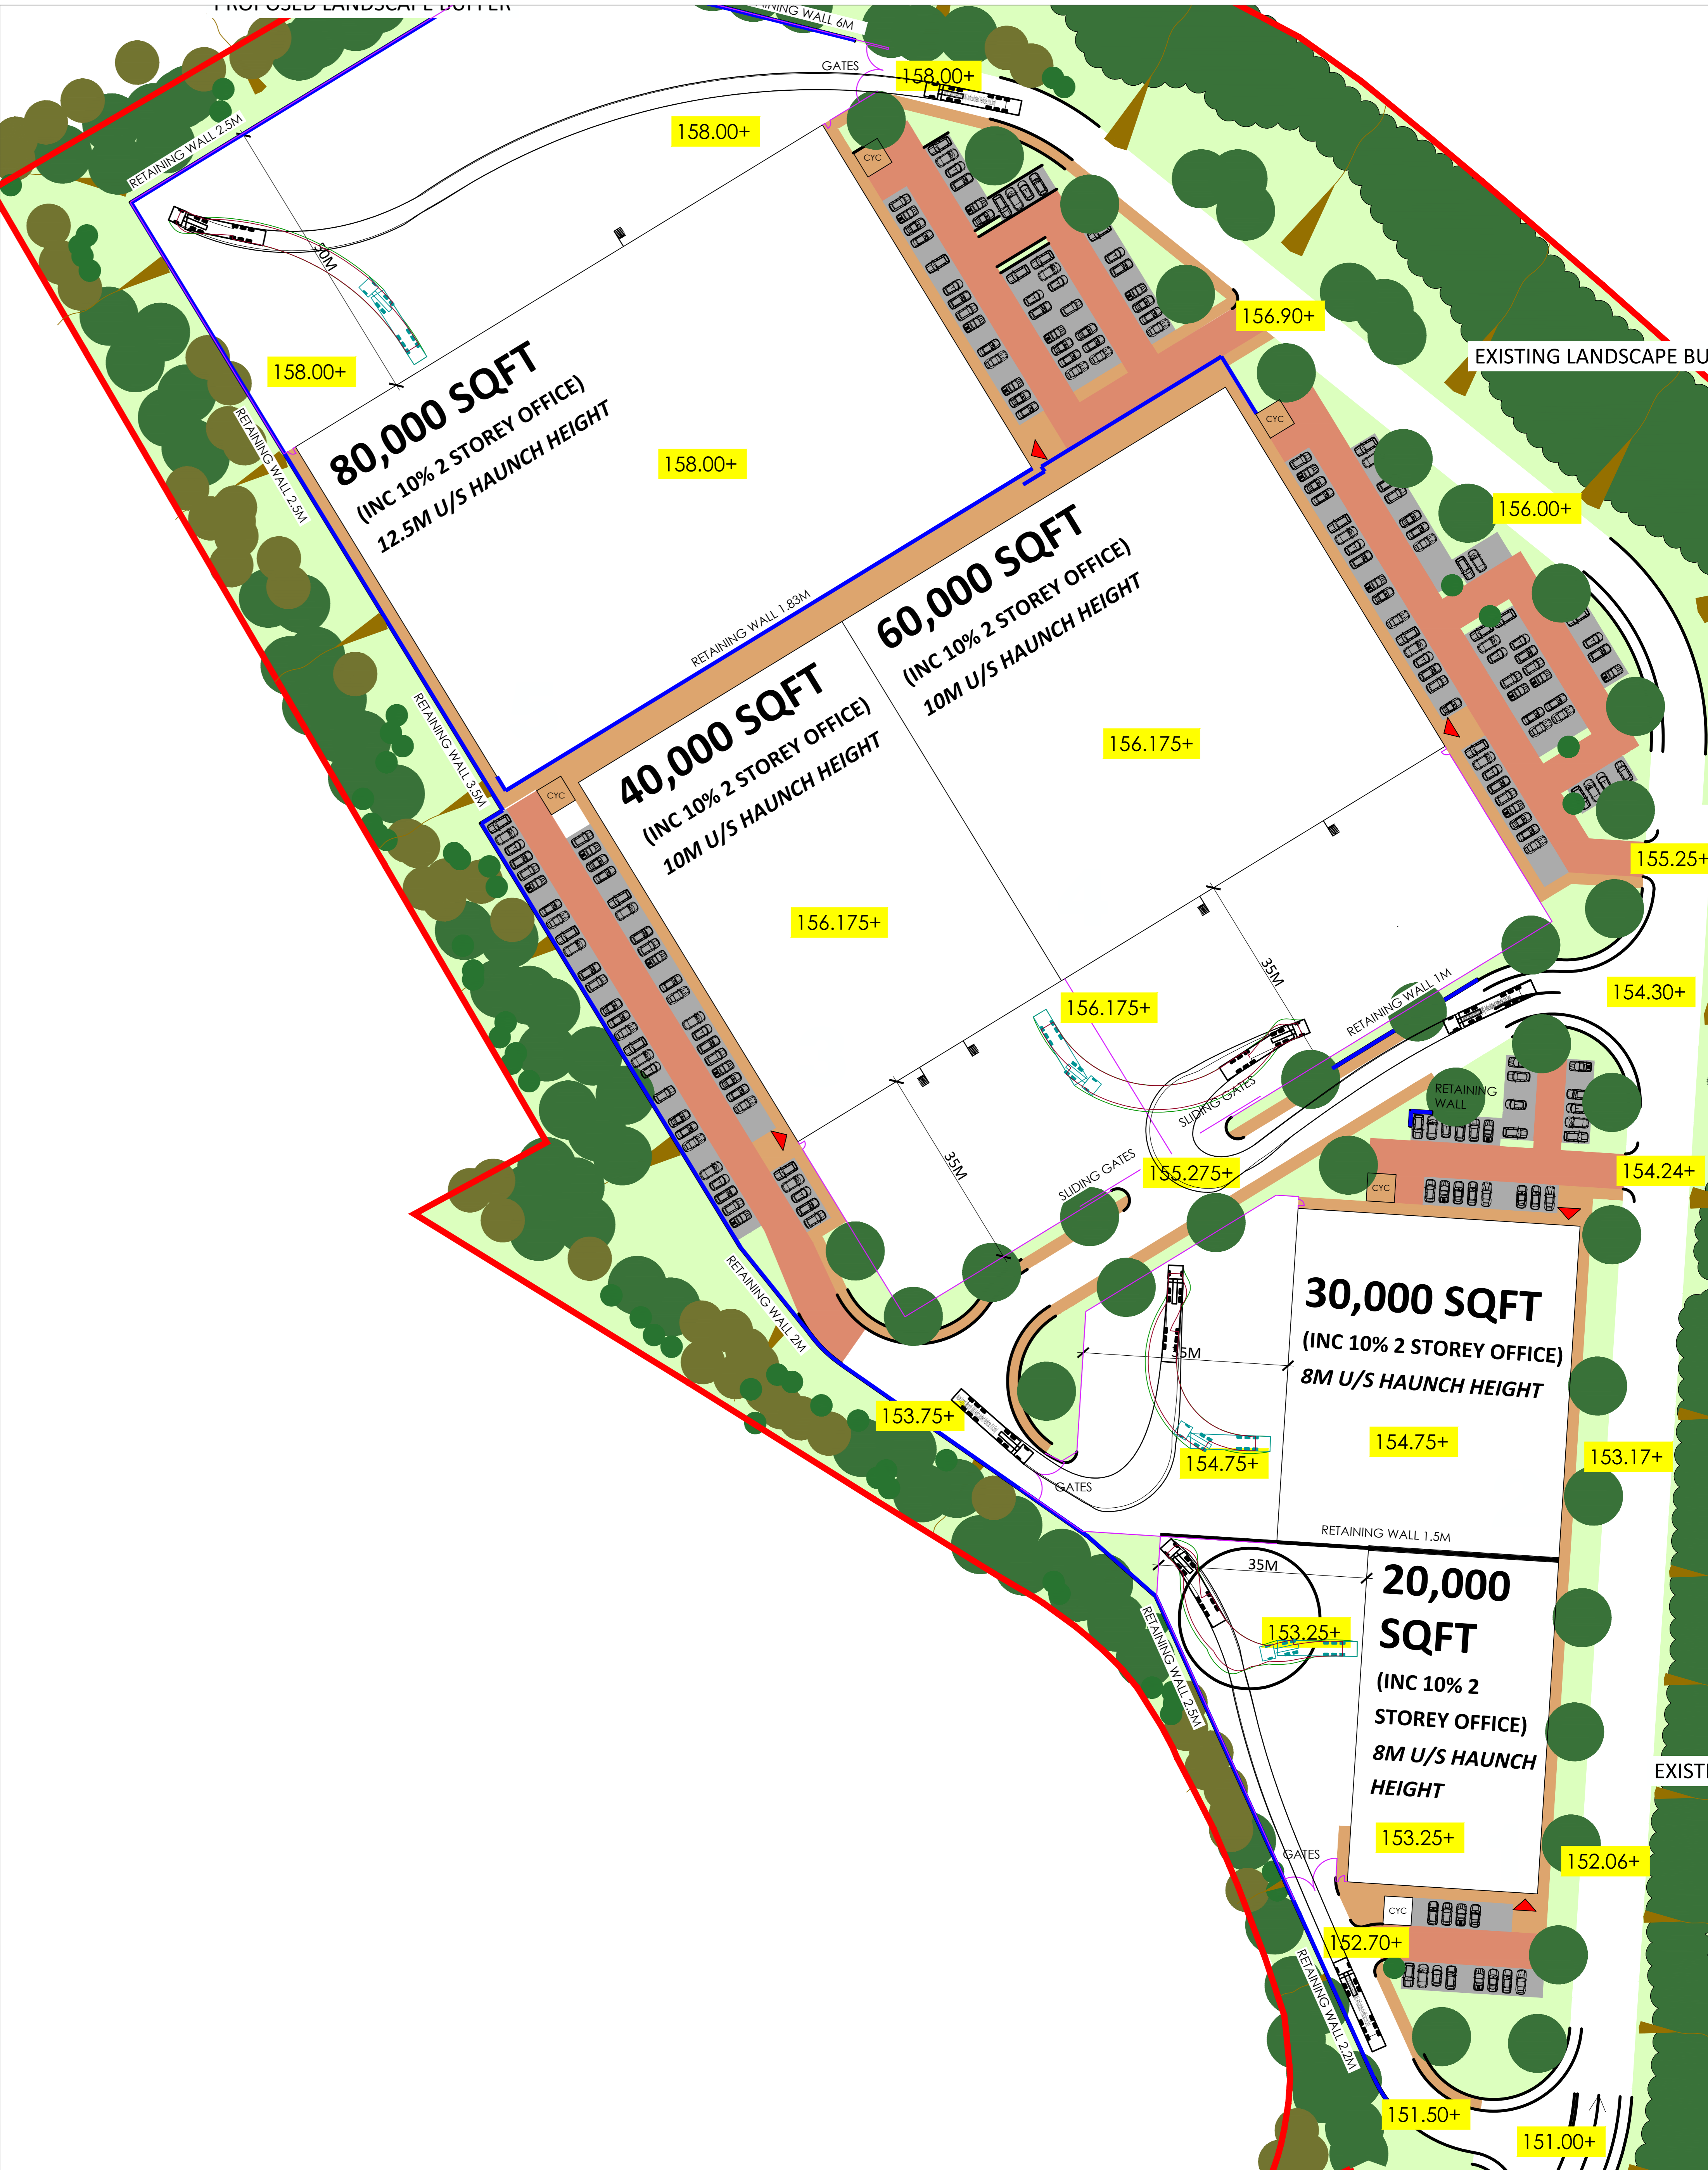 PROPOSED LANDSCAPE BUFFER
RETAINING WALL 6M
GATES
158.00+
158.00+
RETAINING WALL 2.5M
CYC
50M
156.90+
158.00+
EXISTING LANDSCAPE BU
80,000 SQFT
(INC 10% 2 STOREY OFFICE)
12.5M U/S HAUNCH HEIGHT
RETAINING WALL 2.5M
158.00+
CYC
156.00+
60,000 SQFT
(INC 10% 2 STOREY OFFICE)
10M U/S HAUNCH HEIGHT
RETAINING WALL 1.83M
40,000 SQFT
(INC 10% 2 STOREY OFFICE)
10M U/S HAUNCH HEIGHT
156.175+
RETAINING WALL 3.5M
CYC
155.25+
156.175+
35M
RETAINING WALL 1M
154.30+
156.175+
SLIDING GATES
RETAINING
WALL
35M
SLIDING GATES
155.275+
154.24+
CYC
RETAINING WALL 2M
30,000 SQFT
(INC 10% 2 STOREY OFFICE)
8M U/S HAUNCH HEIGHT
35M
153.75+
154.75+
154.75+
153.17+
GATES
RETAINING WALL 1.5M
35M
20,000
SQFT
(INC 10% 2
STOREY OFFICE)
8M U/S HAUNCH
HEIGHT
153.25+
RETAINING WALL 2.5M
EXISTI
153.25+
GATES
152.06+
CYC
152.70+
RETAINING WALL 2.2M
151.50+
151.00+